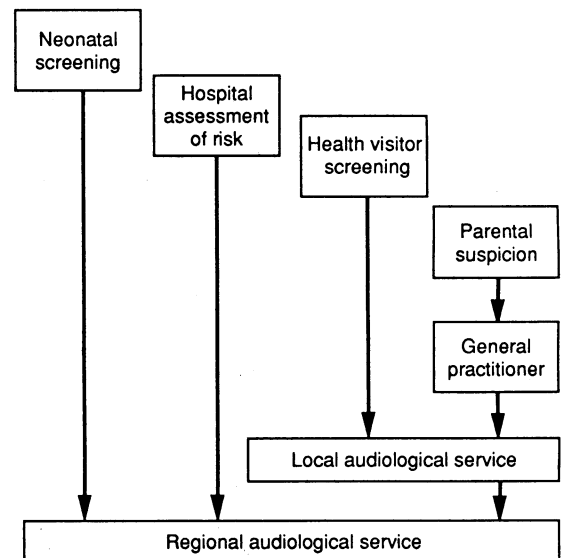 Neonatal
screening
Hospital
assessment
of risk
Health visitor
screening
Parental
suspicion
General
practitioner
Local audiological service
Regional audiological service